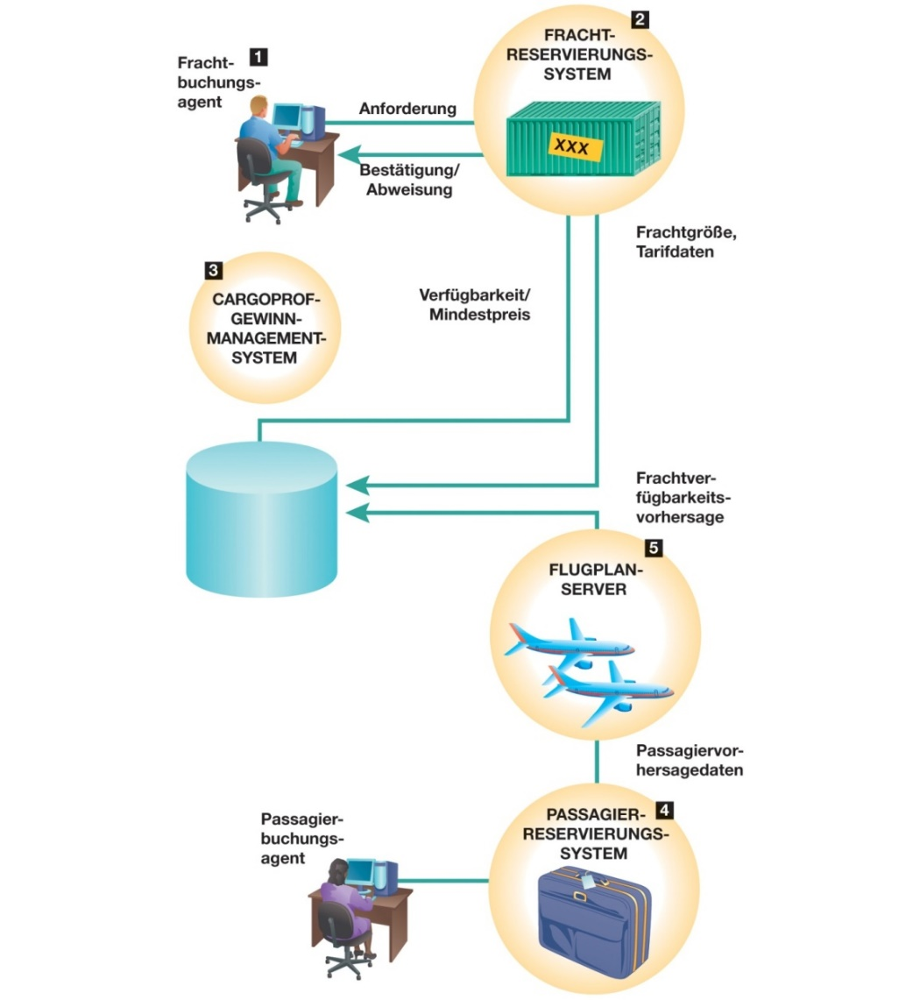 1
Fracht-
buchungs-
agent
Anforderung
Bestätigung/
Abweisung
2
FRACHT-
RESERVIERUNGS-
SYSTEM
XXX
Frachtgröße,
Tarifdaten
Verfügbarkeit/
Mindestpreis
3
CARGOPROF-
GEWINN-
MANAGEMENT-
SYSTEM
Frachtver-
fügbarkeits-
vorhersage
5
FLUGPLAN-
SERVER
Passagiervor-
hersagedaten
4
PASSAGIER-
RESERVIERUNGS-
SYSTEM
Passagier-
buchungs-
agent